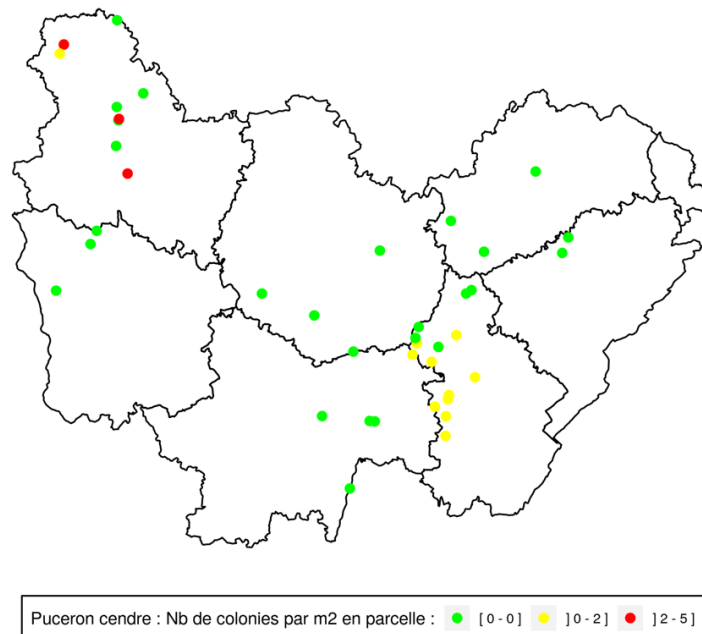 Puceron cendre : Nb de colonies par m2 en parcelle : [ 0 - 0 ] ] 0 - 2 ] ] 2 - 5 ]